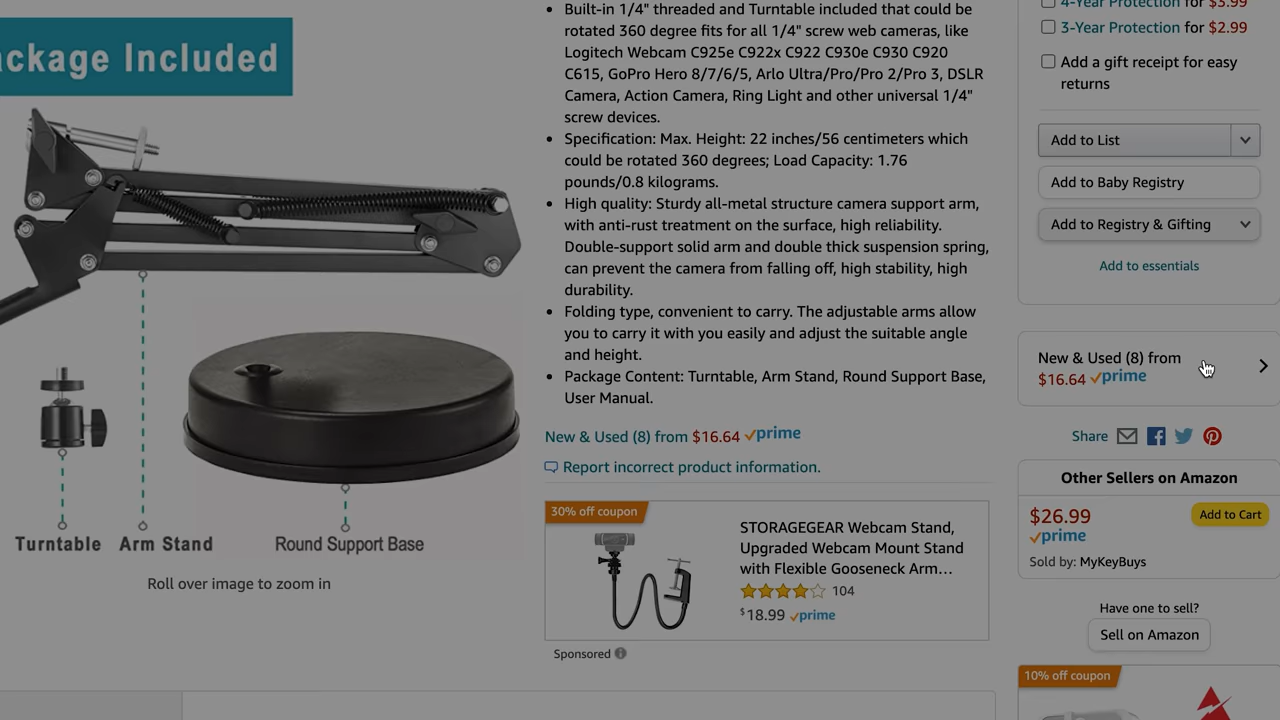 ckage Included
Turntable
Arm Stand
Round Support Base
Roll over image to zoom in
• Built-in 1/4" threaded and Turntable included that could be
rotated 360 degree fits for all 1/4" screw web cameras, like
Logitech Webcam C925e C922x C922 C930e C930 C920
C615, GoPro Hero 8/7/6/5, Arlo Ultra/Pro/Pro 2/Pro 3, DSLR
Camera, Action Camera, Ring Light and other universal 1/4"
screw devices.
• Specification: Max. Height: 22 inches/56 centimeters which
could be rotated 360 degrees; Load Capacity: 1.76
pounds/0.8 kilograms.
• High quality: Sturdy all-metal structure camera support arm,
with anti-rust treatment on the surface, high reliability.
Double-support solid arm and double thick suspension spring,
can prevent the camera from falling off, high stability, high
durability.
• Folding type, convenient to carry. The adjustable arms allow
you to carry it with you easily and adjust the suitable angle
and height.
• Package Content: Turntable, Arm Stand, Round Support Base,
User Manual.
New & Used (8) from $16.64 prime
Report incorrect product information.
30% off coupon
STORAGEGEAR Webcam Stand,
Upgraded Webcam Mount Stand
with Flexible Gooseneck Arm…
104
$18.99 prime
Sponsored
4-Year Protection for $3.99
3-Year Protection for $2.99
Add a gift receipt for easy
returns
Add to List
Add to Baby Registry
Add to Registry & Gifting
Add to essentials
New & Used (8) from
$16.64 prime
Share
Other Sellers on Amazon
$26.99
Add to Cart
prime
Sold by: MyKeyBuys
Have one to sell?
Sell on Amazon
10% off coupon